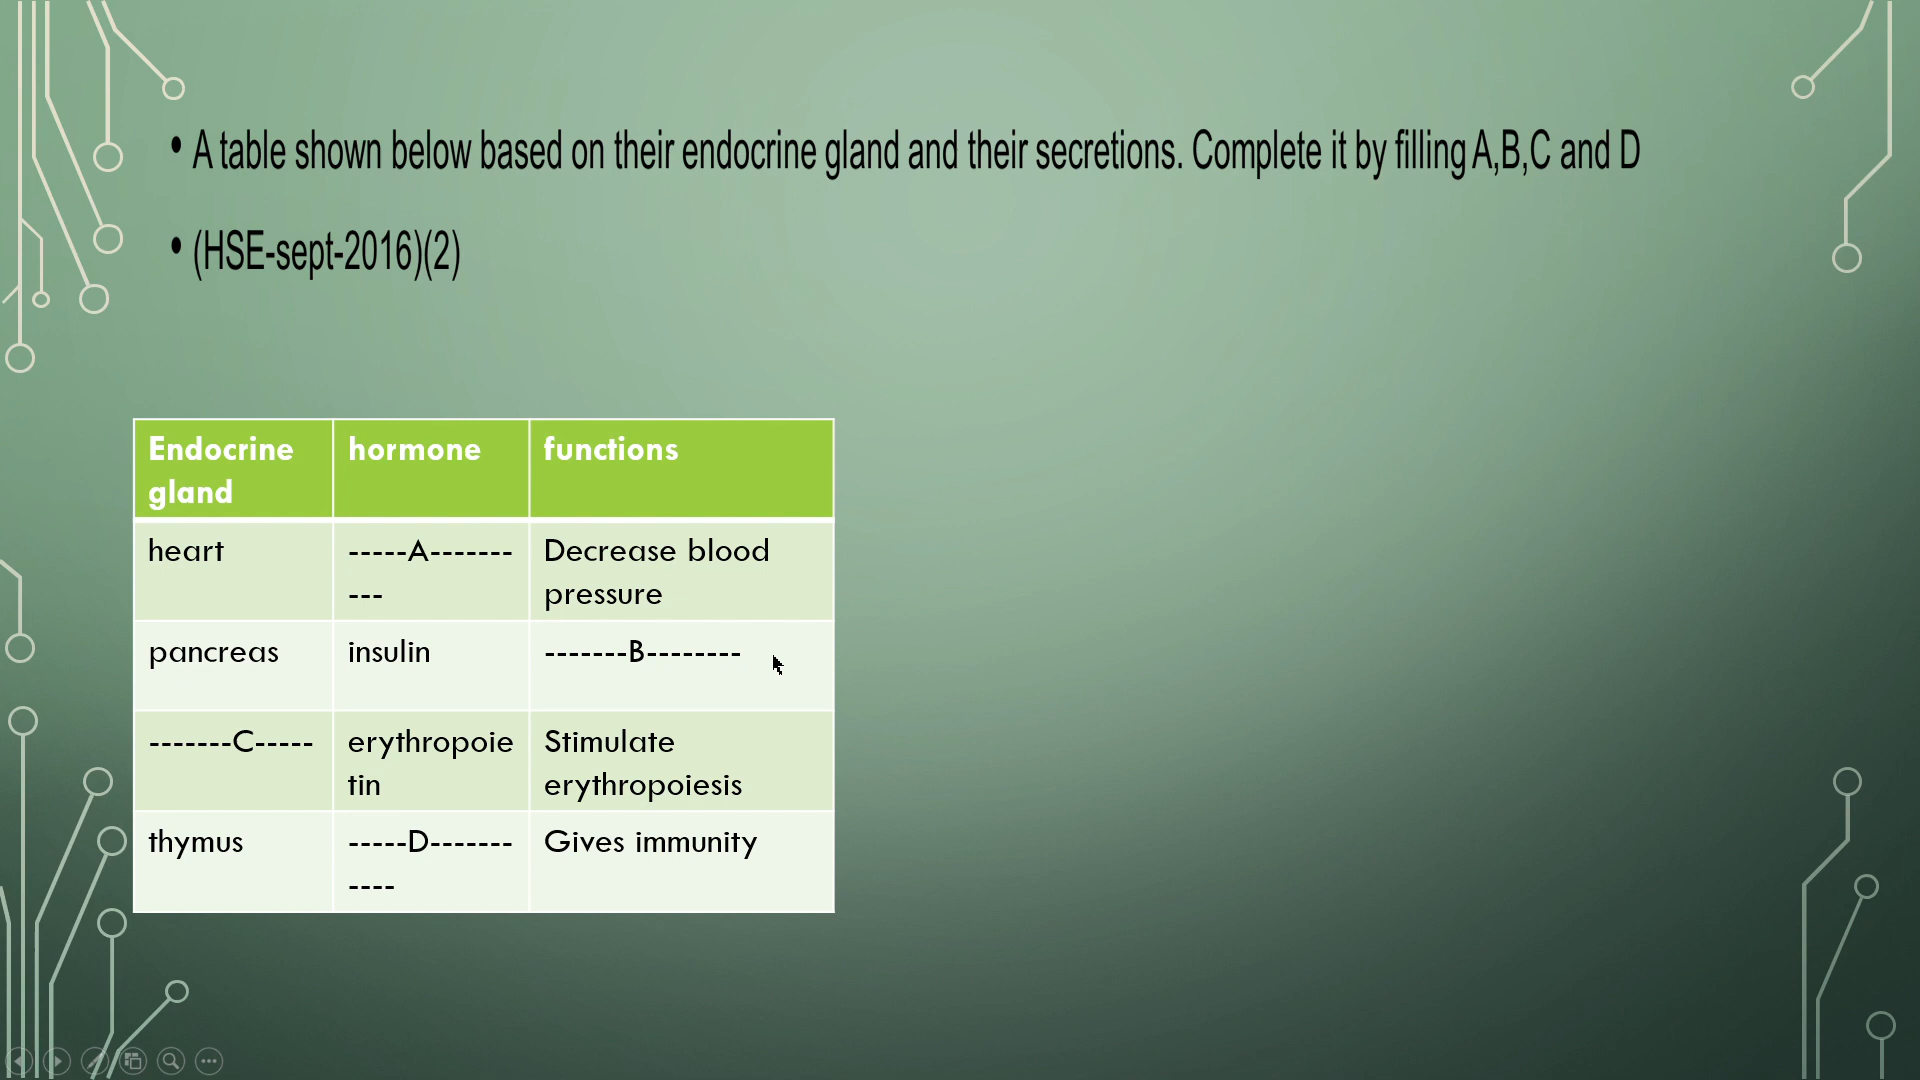 • A table shown below based on their endocrine gland and their secretions. Complete it by filling A,B,C and D
• (HSE-sept-2016)(2)
Endocrine gland hormone functions
heart -----A---------- Decrease blood pressure
pancreas insulin -------B--------
-------C----- erythropoietin Stimulate erythropoiesis
thymus -----D----------- Gives immunity